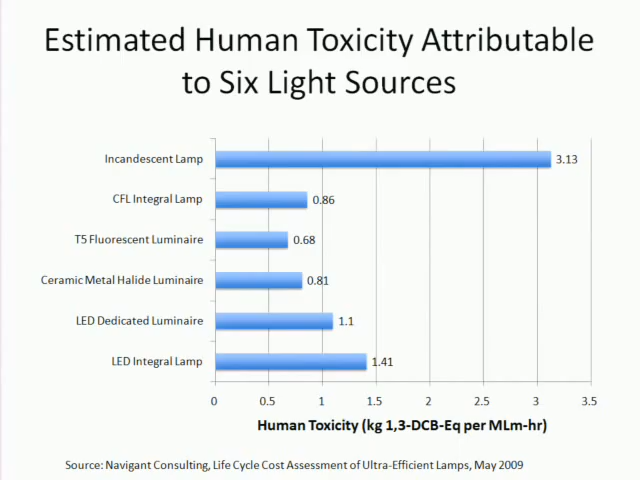 Estimated Human Toxicity Attributable
to Six Light Sources
Incandescent Lamp 3.13
CFL Integral Lamp 0.86
T5 Fluorescent Luminaire 0.68
Ceramic Metal Halide Luminaire 0.81
LED Dedicated Luminaire 1.1
LED Integral Lamp 1.41
0 0.5 1 1.5 2 2.5 3 3.5
Human Toxicity (kg 1,3-DCB-Eq per MLm-hr)
Source: Navigant Consulting, Life Cycle Cost Assessment of Ultra-Efficient Lamps, May 2009